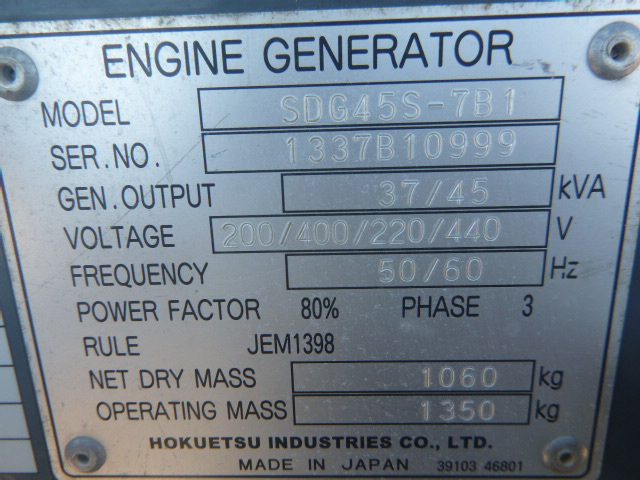 ENGINE GENERATOR
MODEL SDG45S-7B1
SER.NO. 1337B10999
GEN.OUTPUT 37/45 kVA
VOLTAGE 200/400/220/440 V
FREQUENCY 50/60 Hz
POWER FACTOR 80% PHASE 3
RULE JEM1398
NET DRY MASS 1060 kg
OPERATING MASS 1350 kg
HOKUETSU INDUSTRIES CO., LTD.
MADE IN JAPAN 39103 46801